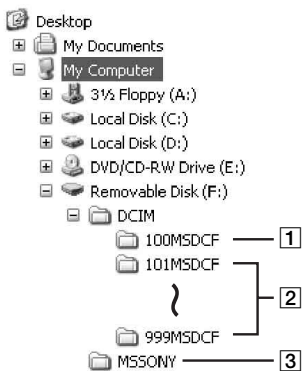 Desktop
My Documents
My Computer
3½ Floppy (A:)
Local Disk (C:)
Local Disk (D:)
DVD/CD-RW Drive (E:)
Removable Disk (F:)
DCIM
100MSDCF 1
101MSDCF
2
999MSDCF
MSSONY 3